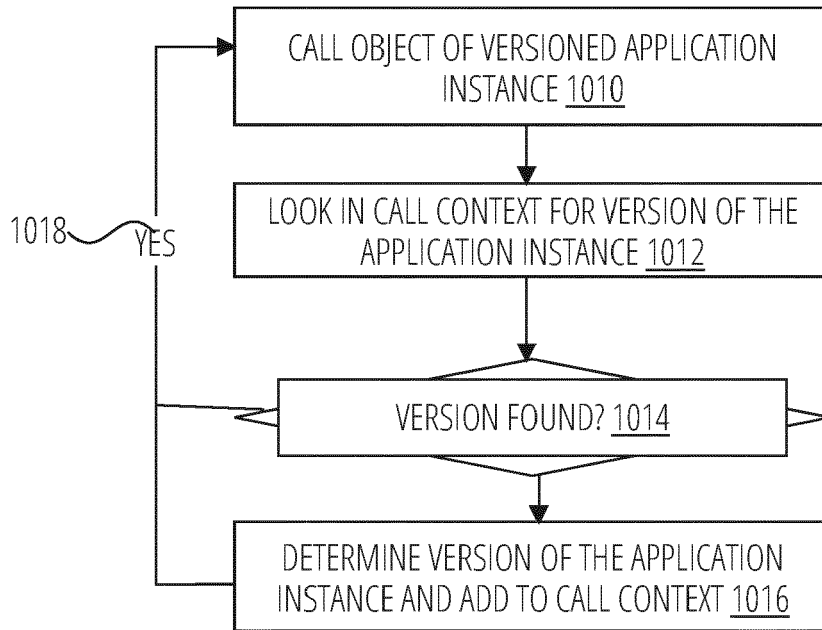 CALL OBJECT OF VERSIONED APPLICATION
INSTANCE 1010
LOOK IN CALL CONTEXT FOR VERSION OF THE
APPLICATION INSTANCE 1012
1018
YES
VERSION FOUND? 1014
DETERMINE VERSION OF THE APPLICATION
INSTANCE AND ADD TO CALL CONTEXT 1016